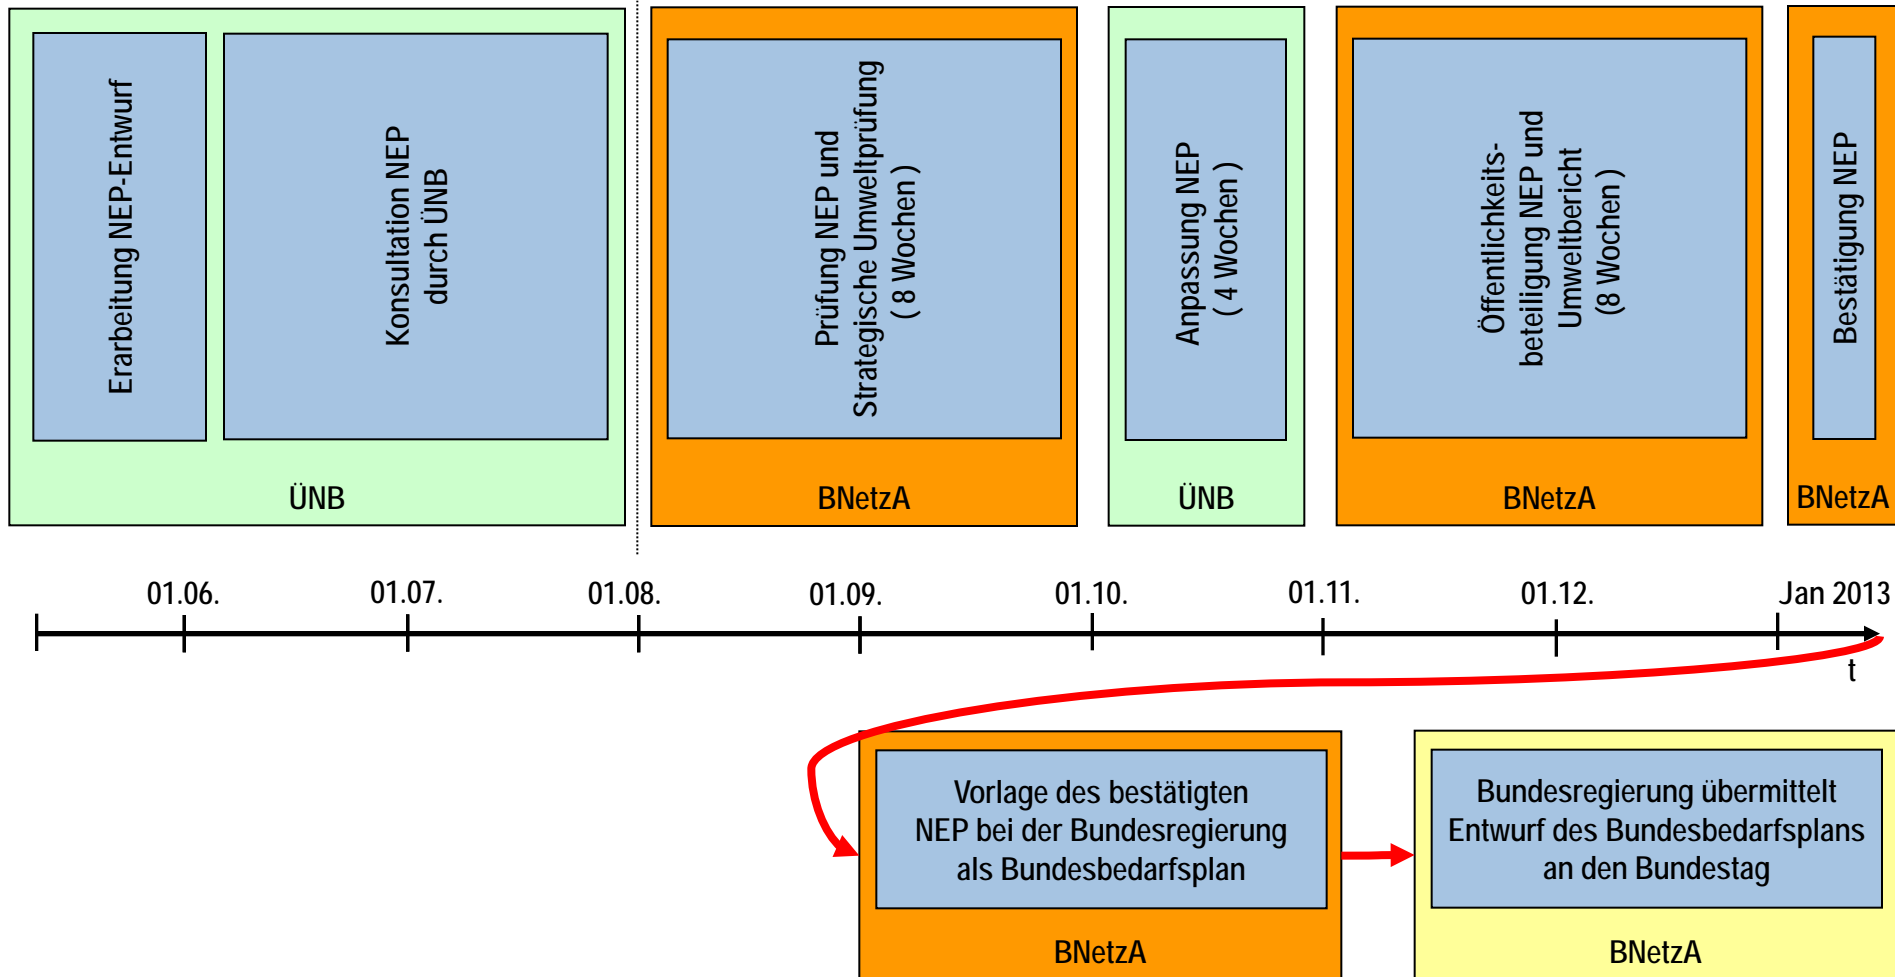 Erarbeitung NEP-Entwurf
Konsultation NEP
durch ÜNB
ÜNB
Prüfung NEP und
Strategische Umweltprüfung
( 8 Wochen )
BNetzA
Anpassung NEP
( 4 Wochen )
ÜNB
Öffentlichkeits-
beteiligung NEP und
Umweltbericht
(8 Wochen )
BNetzA
Bestätigung NEP
BNetzA
01.06.
01.07.
01.08.
01.09.
01.10.
01.11.
01.12.
Jan 2013
t
Vorlage des bestätigten
NEP bei der Bundesregierung
als Bundesbedarfsplan
BNetzA
Bundesregierung übermittelt
Entwurf des Bundesbedarfsplans
an den Bundestag
BNetzA